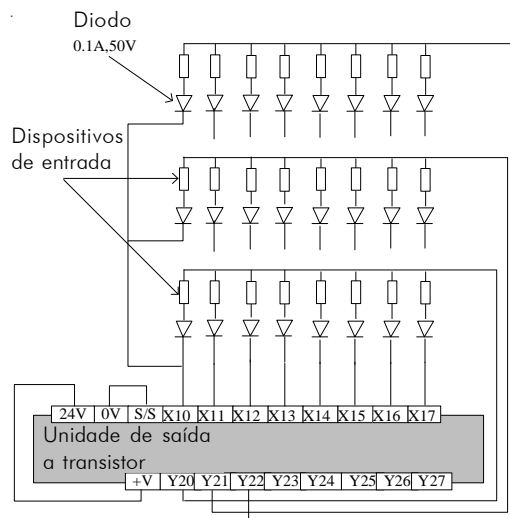 Diodo
0.1A,50V
Dispositivos
de entrada
24V 0V S/S X10 X11 X12 X13 X14 X15 X16 X17
Unidade de saída
a transistor
+V Y20 Y21 Y22 Y23 Y24 Y25 Y26 Y27